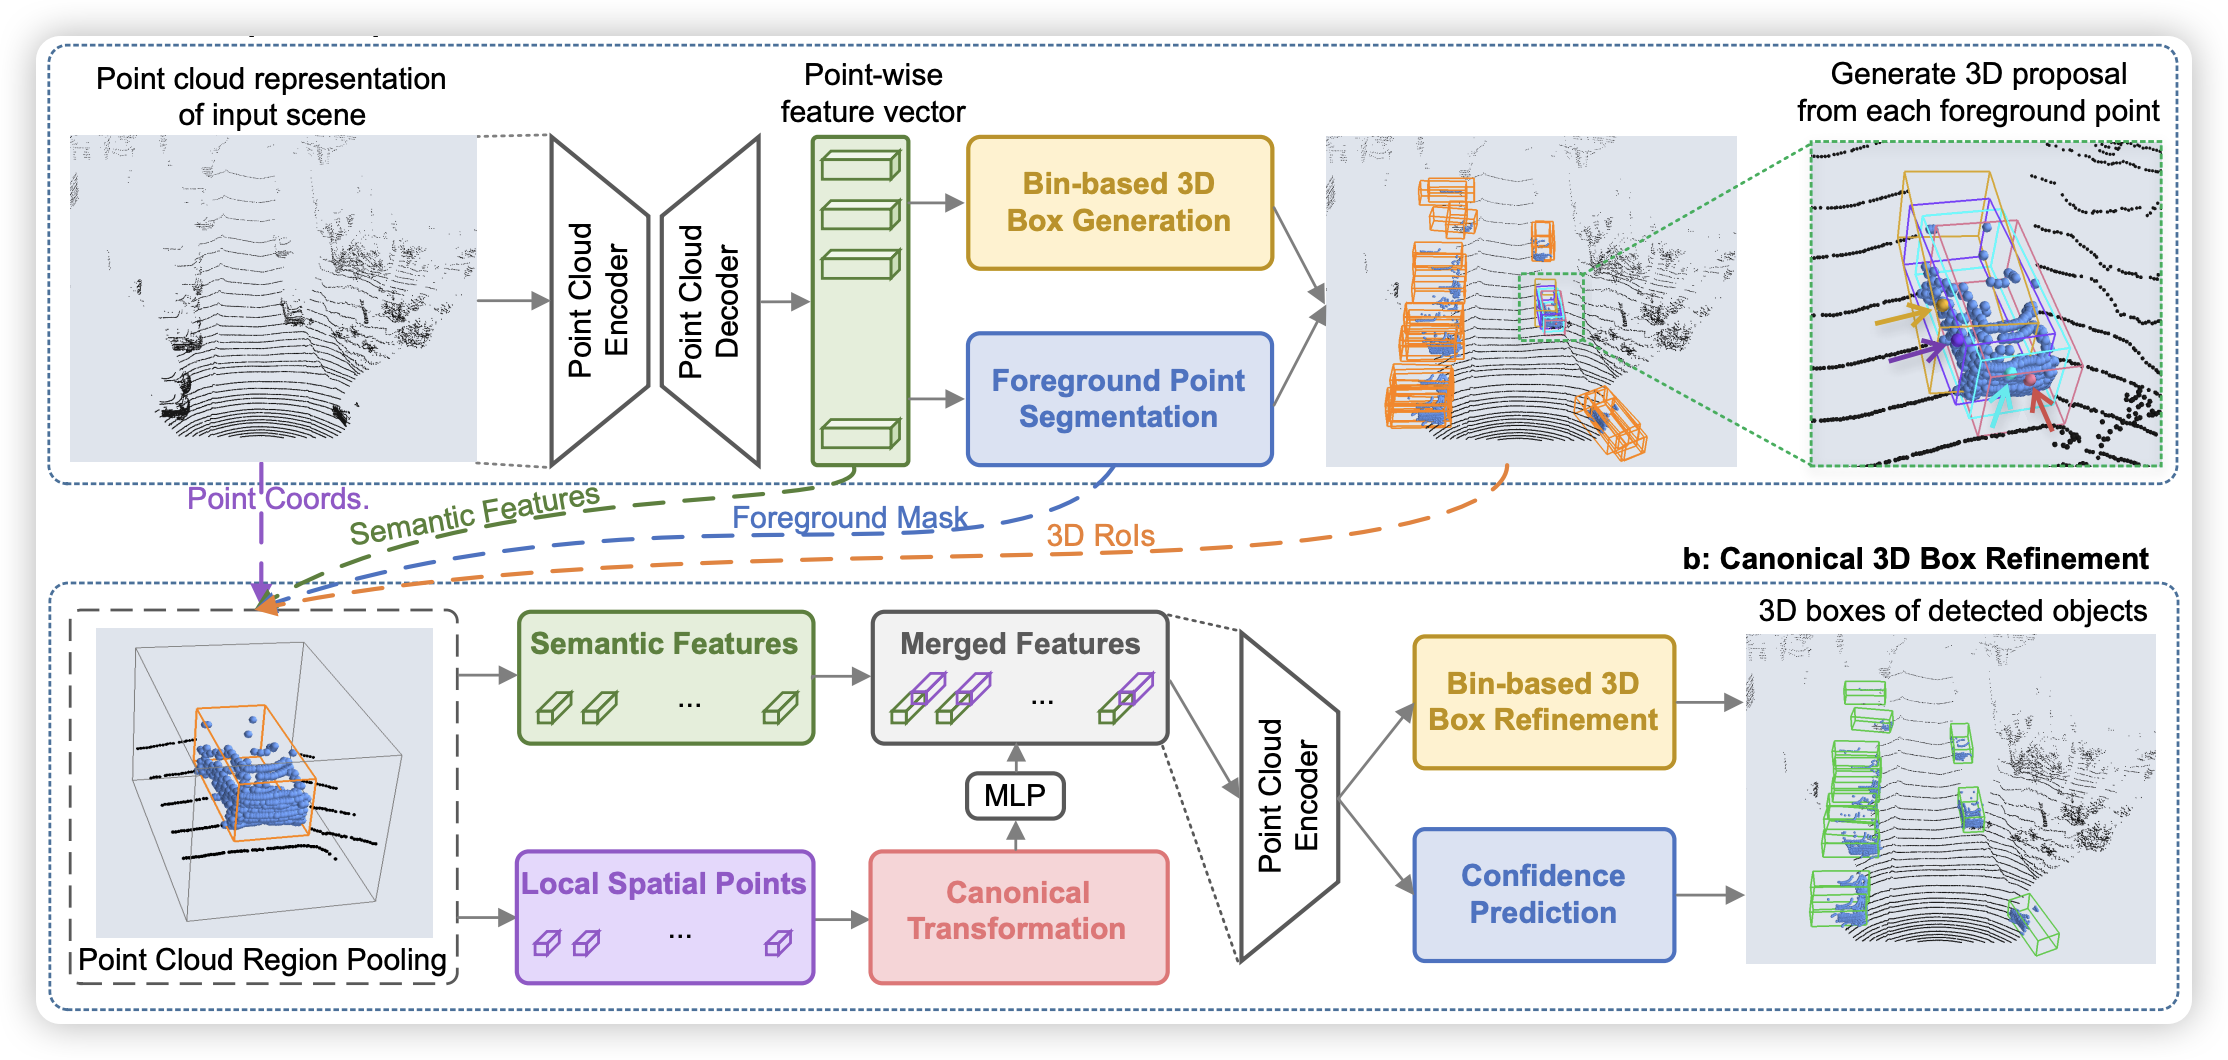 Point cloud representation
of input scene
Point-wise
feature vector
Generate 3D proposal
from each foreground point
Point Cloud
Encoder
Point Cloud
Decoder
Bin-based 3D
Box Generation
Foreground Point
Segmentation
Point Coords.
Semantic Features
Foreground Mask
3D RoIs
b: Canonical 3D Box Refinement
Point Cloud Region Pooling
Semantic Features
...
Merged Features
...
MLP
Local Spatial Points
...
Canonical
Transformation
Point Cloud
Encoder
Bin-based 3D
Box Refinement
Confidence
Prediction
3D boxes of detected objects